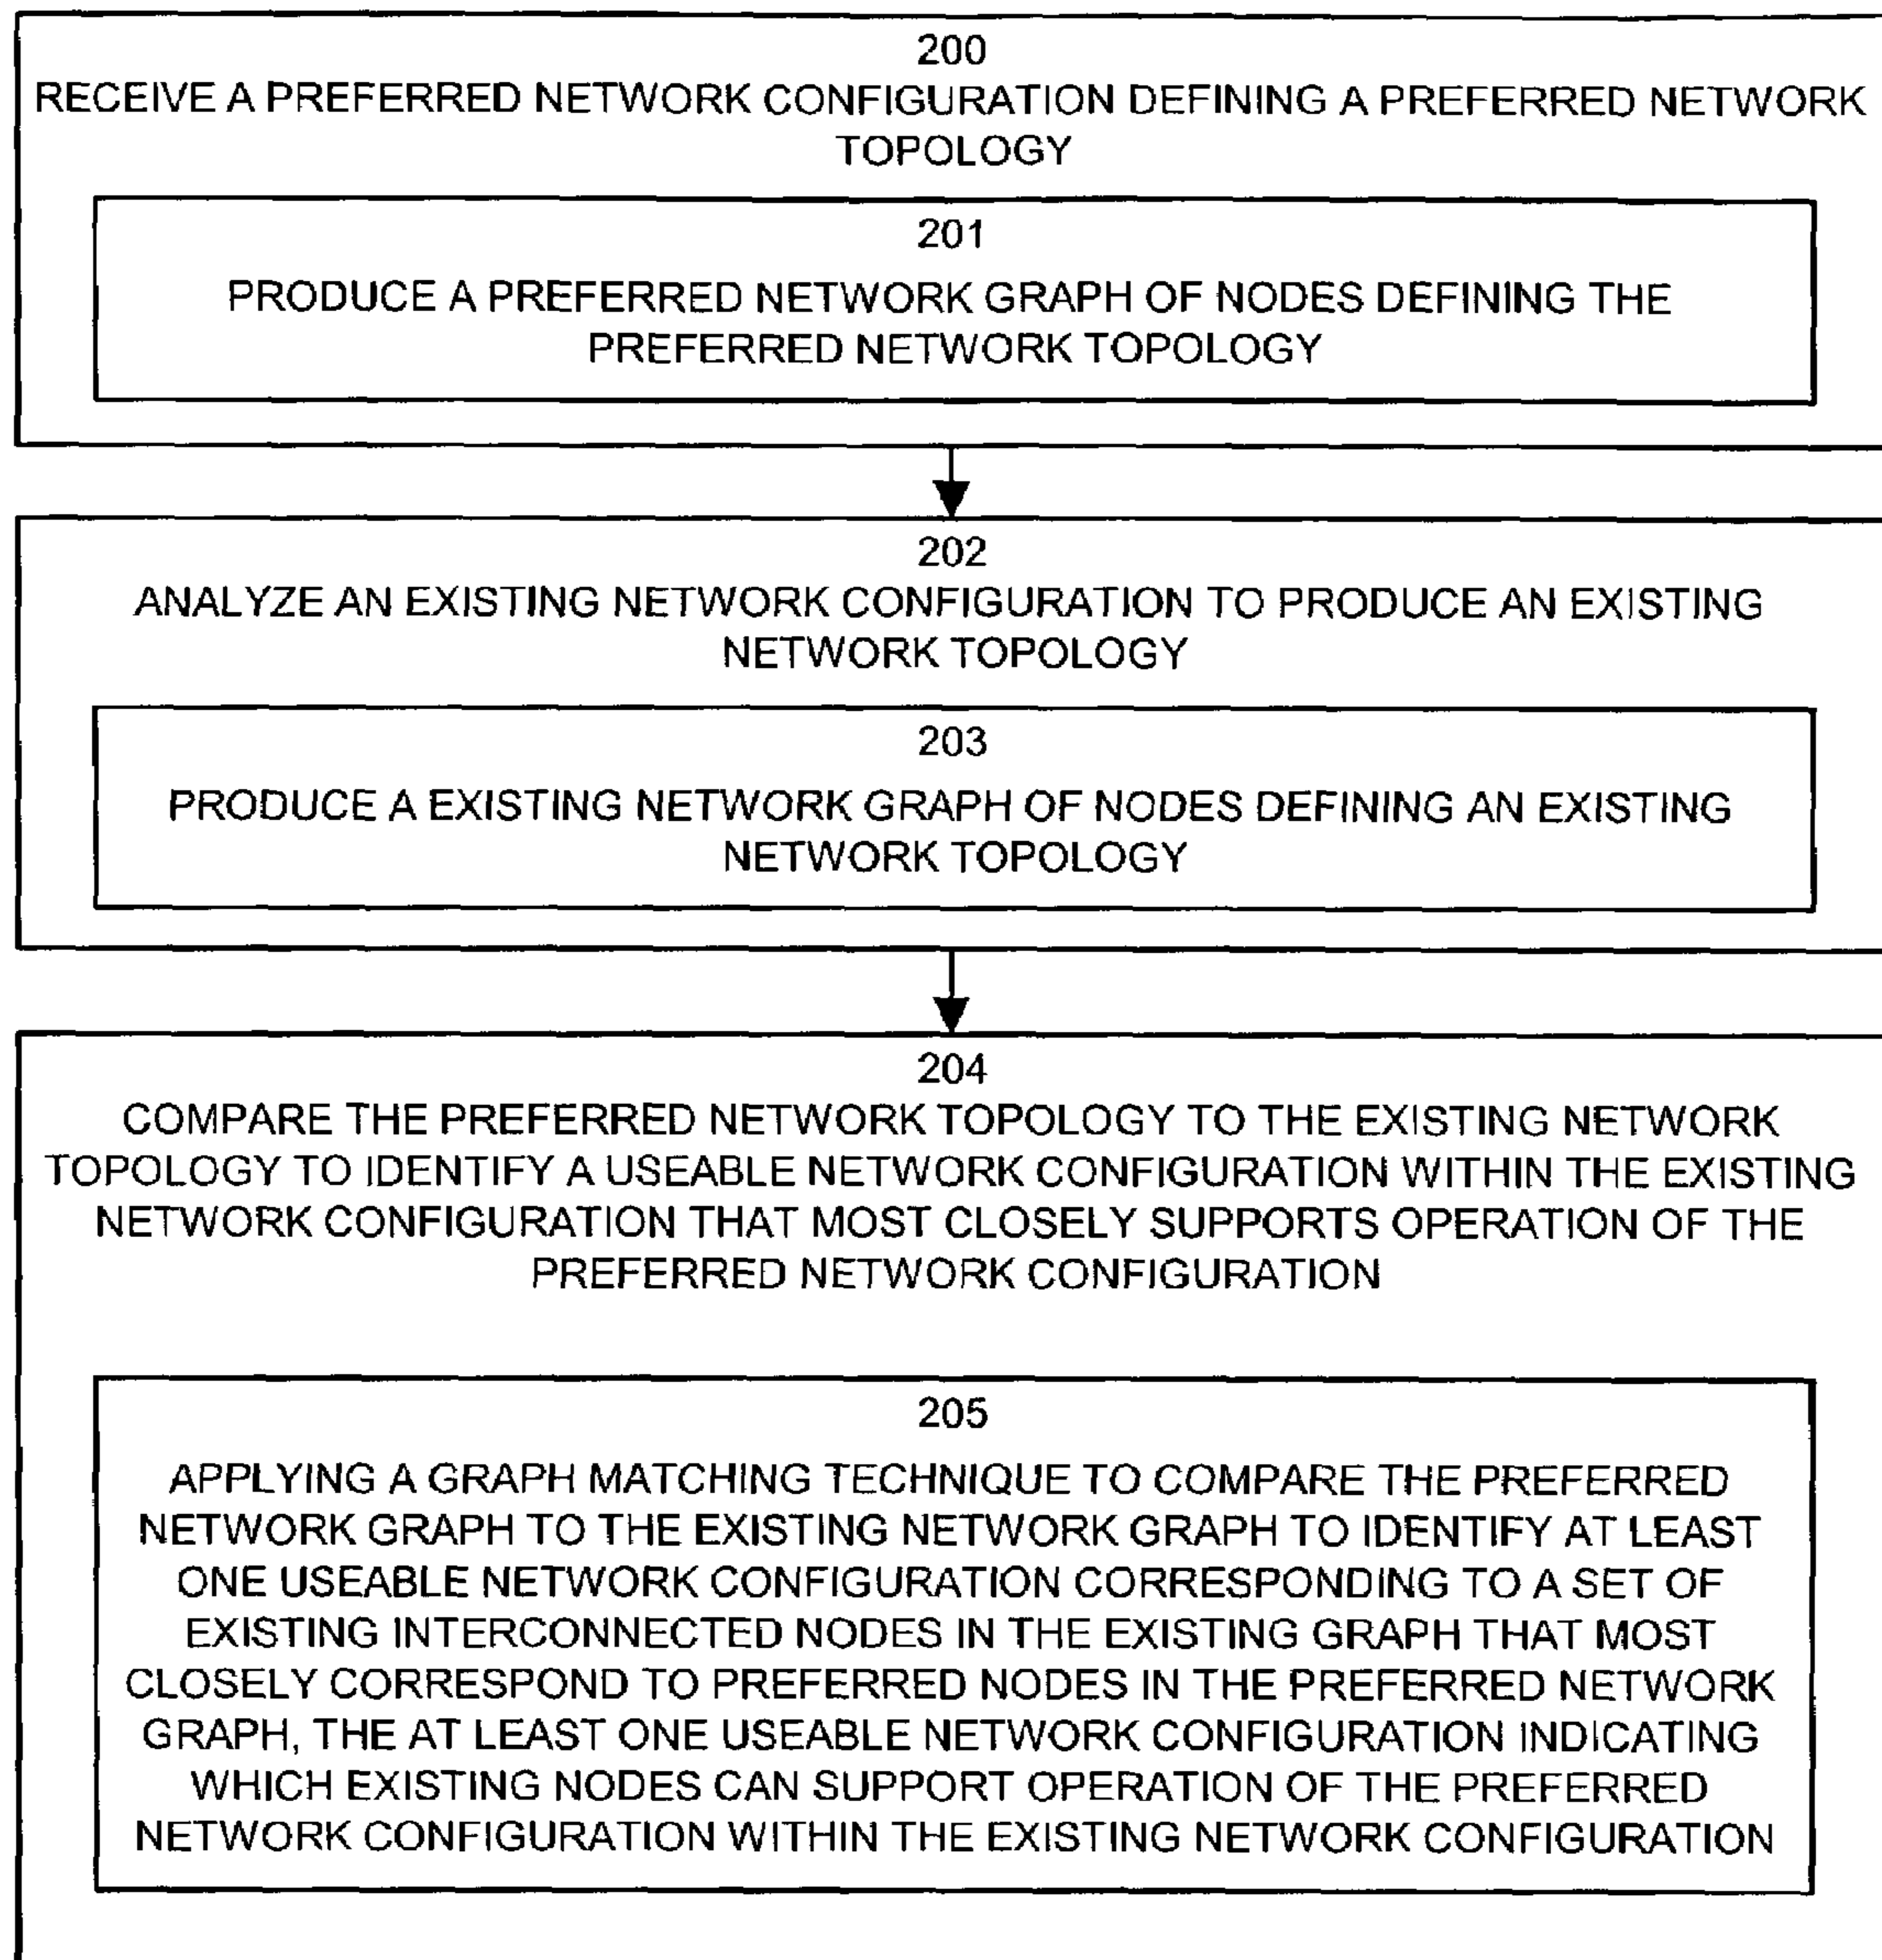 200
RECEIVE A PREFERRED NETWORK CONFIGURATION DEFINING A PREFERRED NETWORK
TOPOLOGY
201
PRODUCE A PREFERRED NETWORK GRAPH OF NODES DEFINING THE
PREFERRED NETWORK TOPOLOGY
202
ANALYZE AN EXISTING NETWORK CONFIGURATION TO PRODUCE AN EXISTING
NETWORK TOPOLOGY
203
PRODUCE A EXISTING NETWORK GRAPH OF NODES DEFINING AN EXISTING
NETWORK TOPOLOGY
204
COMPARE THE PREFERRED NETWORK TOPOLOGY TO THE EXISTING NETWORK
TOPOLOGY TO IDENTIFY A USEABLE NETWORK CONFIGURATION WITHIN THE EXISTING
NETWORK CONFIGURATION THAT MOST CLOSELY SUPPORTS OPERATION OF THE
PREFERRED NETWORK CONFIGURATION
205
APPLYING A GRAPH MATCHING TECHNIQUE TO COMPARE THE PREFERRED
NETWORK GRAPH TO THE EXISTING NETWORK GRAPH TO IDENTIFY AT LEAST
ONE USEABLE NETWORK CONFIGURATION CORRESPONDING TO A SET OF
EXISTING INTERCONNECTED NODES IN THE EXISTING GRAPH THAT MOST
CLOSELY CORRESPOND TO PREFERRED NODES IN THE PREFERRED NETWORK
GRAPH, THE AT LEAST ONE USEABLE NETWORK CONFIGURATION INDICATING
WHICH EXISTING NODES CAN SUPPORT OPERATION OF THE PREFERRED
NETWORK CONFIGURATION WITHIN THE EXISTING NETWORK CONFIGURATION